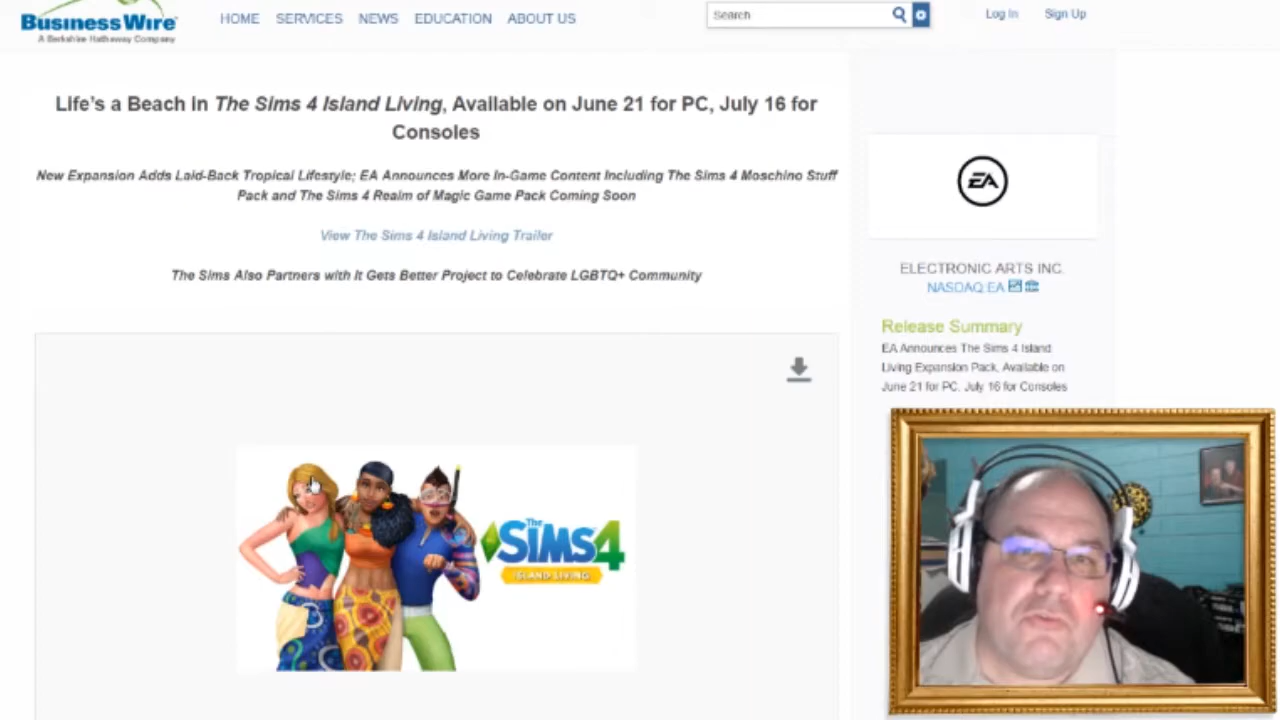 BusinessWire
A Berkshire Hathaway Company
HOME SERVICES NEWS EDUCATION ABOUT US
Search
Log In Sign Up
Life's a Beach in The Sims 4 Island Living, Available on June 21 for PC, July 16 for
Consoles
New Expansion Adds Laid-Back Tropical Lifestyle; EA Announces More In-Game Content Including The Sims 4 Moschino Stuff
Pack and The Sims 4 Realm of Magic Game Pack Coming Soon
View The Sims 4 Island Living Trailer
The Sims Also Partners with It Gets Better Project to Celebrate LGBTQ+ Community
EA
ELECTRONIC ARTS INC.
NASDAQ:EA
Release Summary
EA Announces The Sims 4 Island
Living Expansion Pack, Available on
June 21 for PC, July 16 for Consoles
The
SIMS 4
ISLAND LIVING